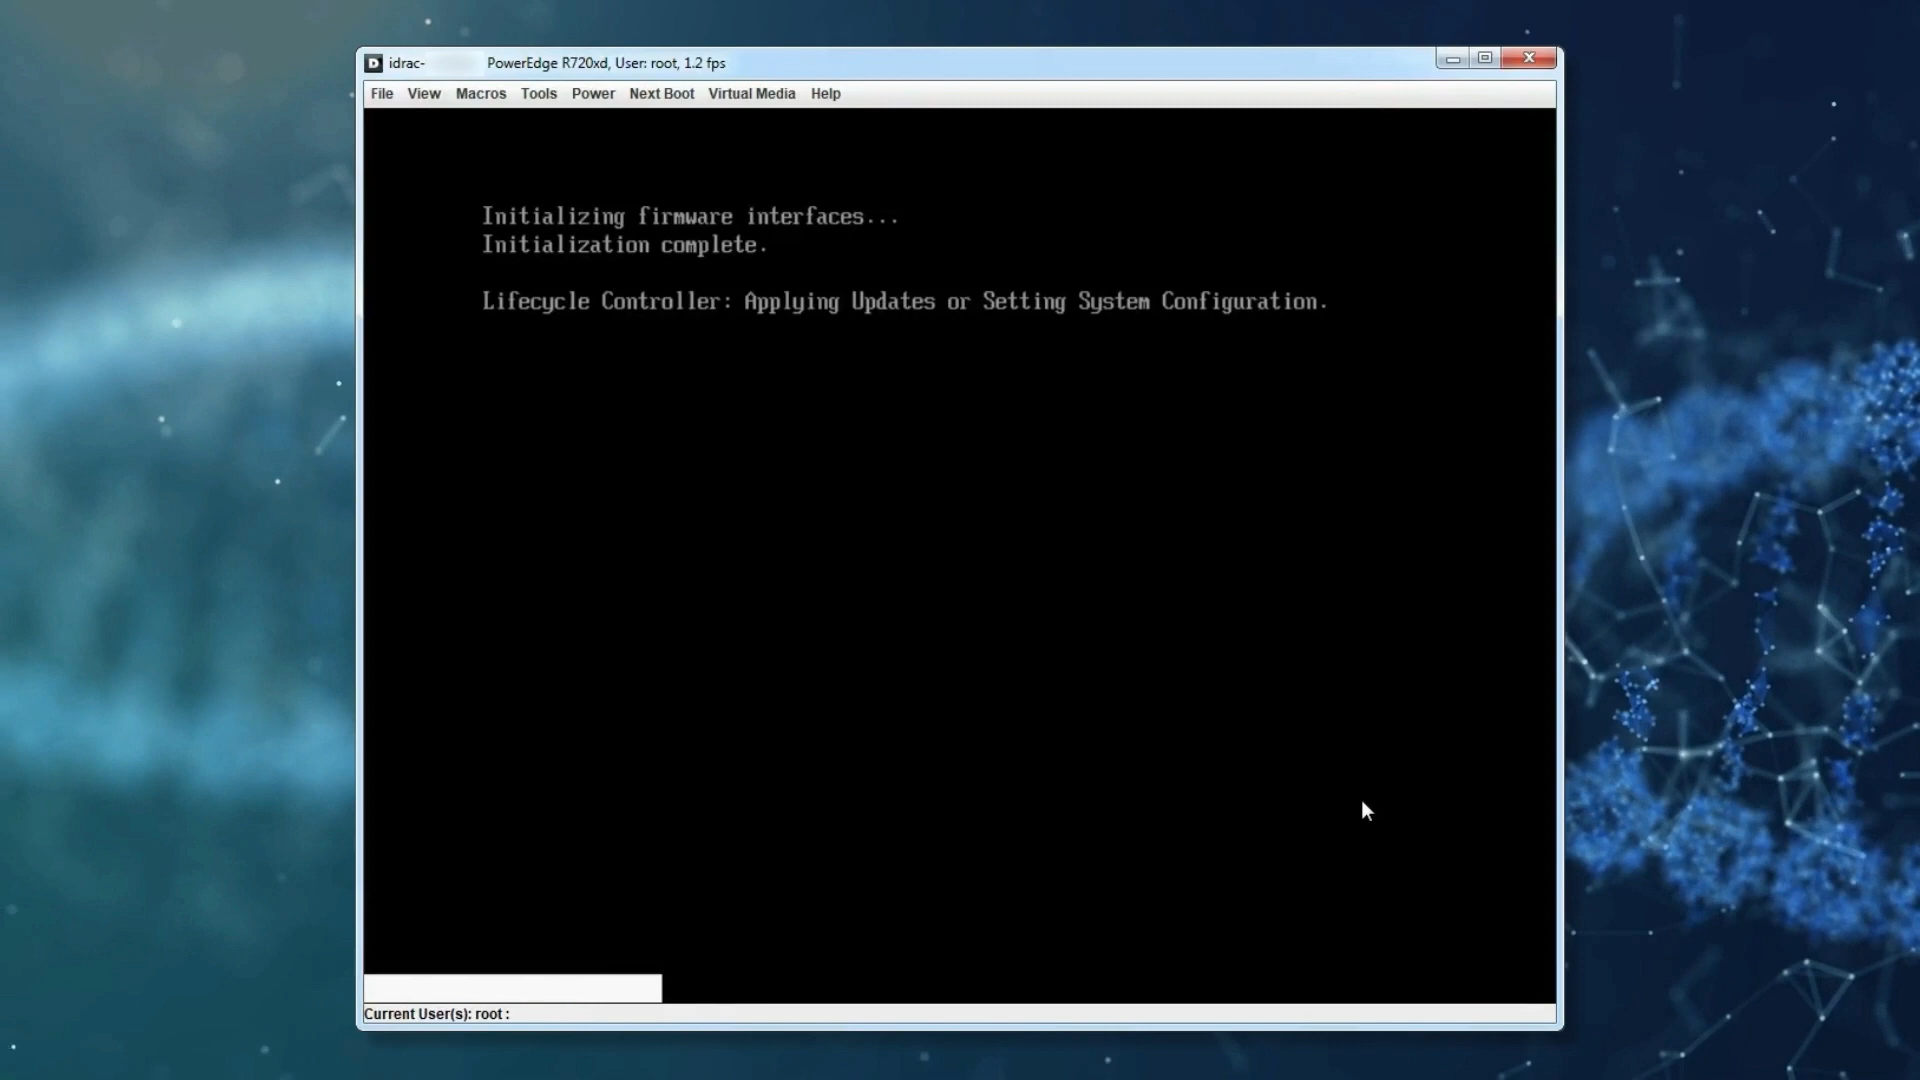 idrac- PowerEdge R720xd, User: root, 1.2 fps
File View Macros Tools Power Next Boot Virtual Media Help
Initializing firmware interfaces...
Initialization complete.
Lifecycle Controller: Applying Updates or Setting System Configuration.
Current User(s): root :